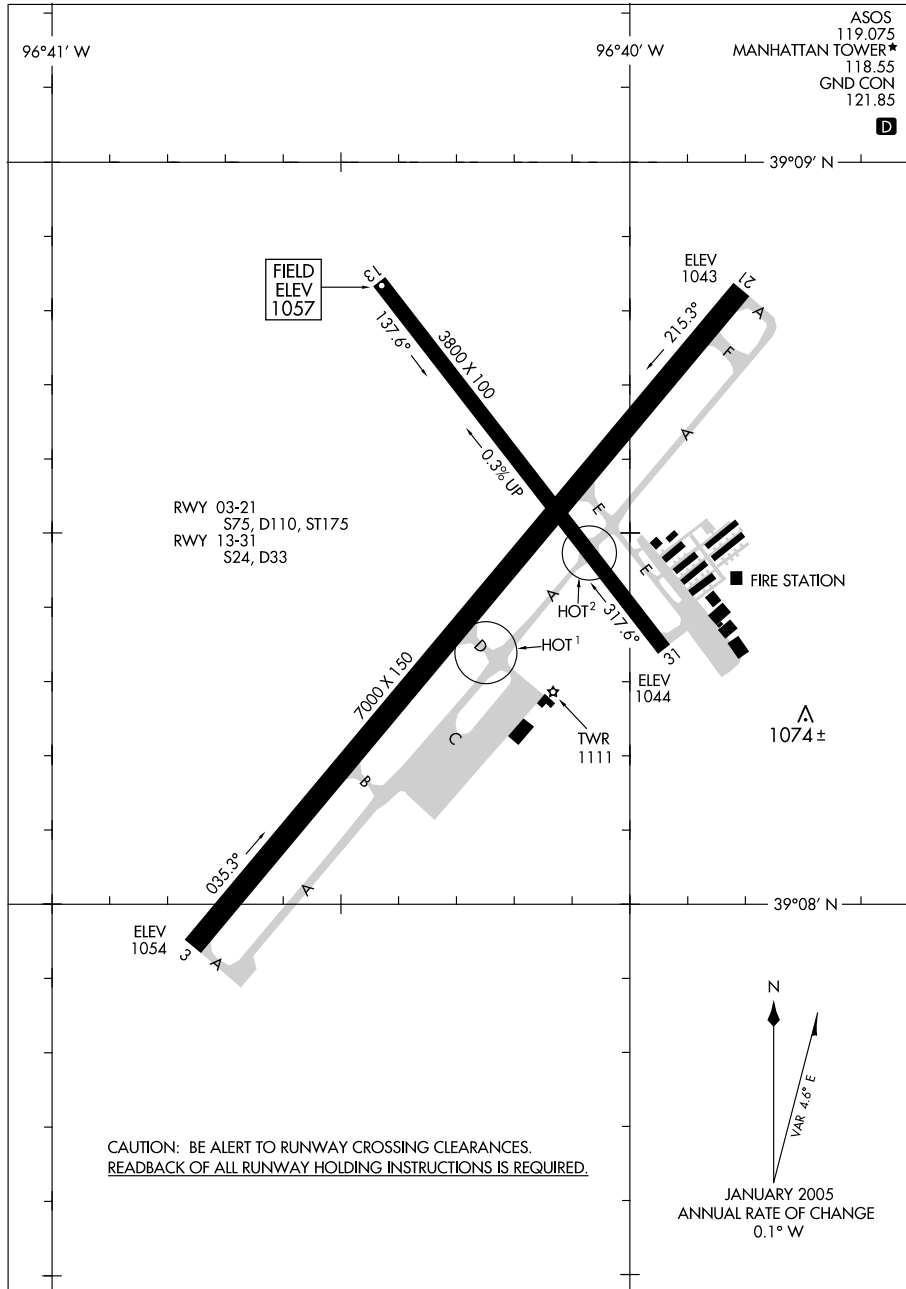 ASOS
119.075
MANHATTAN TOWER★
118.55
GND CON
121.85
D
96°41' W
96°40' W
39°09' N
FIELD
ELEV
1057
13
137.6°
3800 X 100
0.3% UP
ELEV
1043
21
215.3°
A
F
A
RWY 03-21
S75, D110, ST175
RWY 13-31
S24, D33
E
E
FIRE STATION
HOT 2
A
317.6°
31
ELEV
1044
D
HOT 1
7000 X 150
C
TWR
1111
1074 ±
B
035.3°
A
39°08' N
ELEV
1054
3
A
N
VAR 4.6° E
CAUTION: BE ALERT TO RUNWAY CROSSING CLEARANCES.
READBACK OF ALL RUNWAY HOLDING INSTRUCTIONS IS REQUIRED.
JANUARY 2005
ANNUAL RATE OF CHANGE
0.1° W